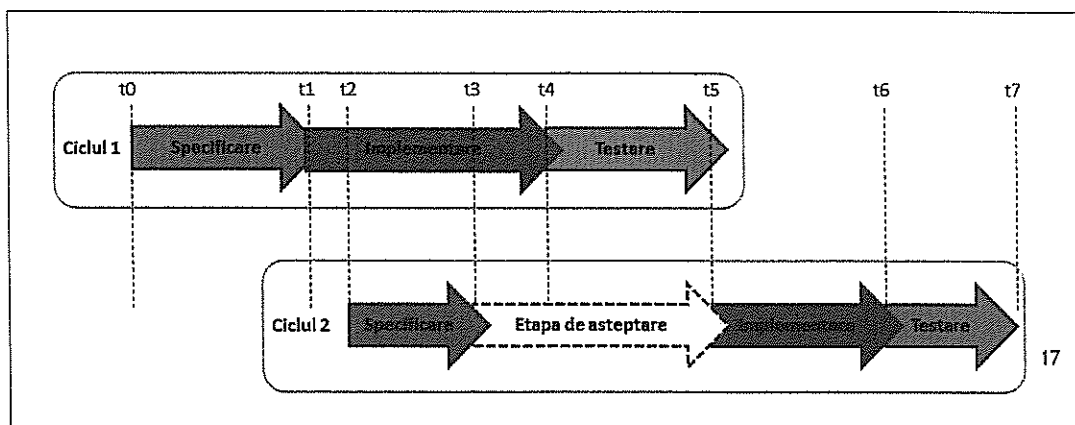 t0 t1 t2 t3 t4 t5 t6 t7
Ciclul 1 Specificare Implementare Testare
Ciclul 2 Specificare Etapa de asteptare Implementare Testare
17